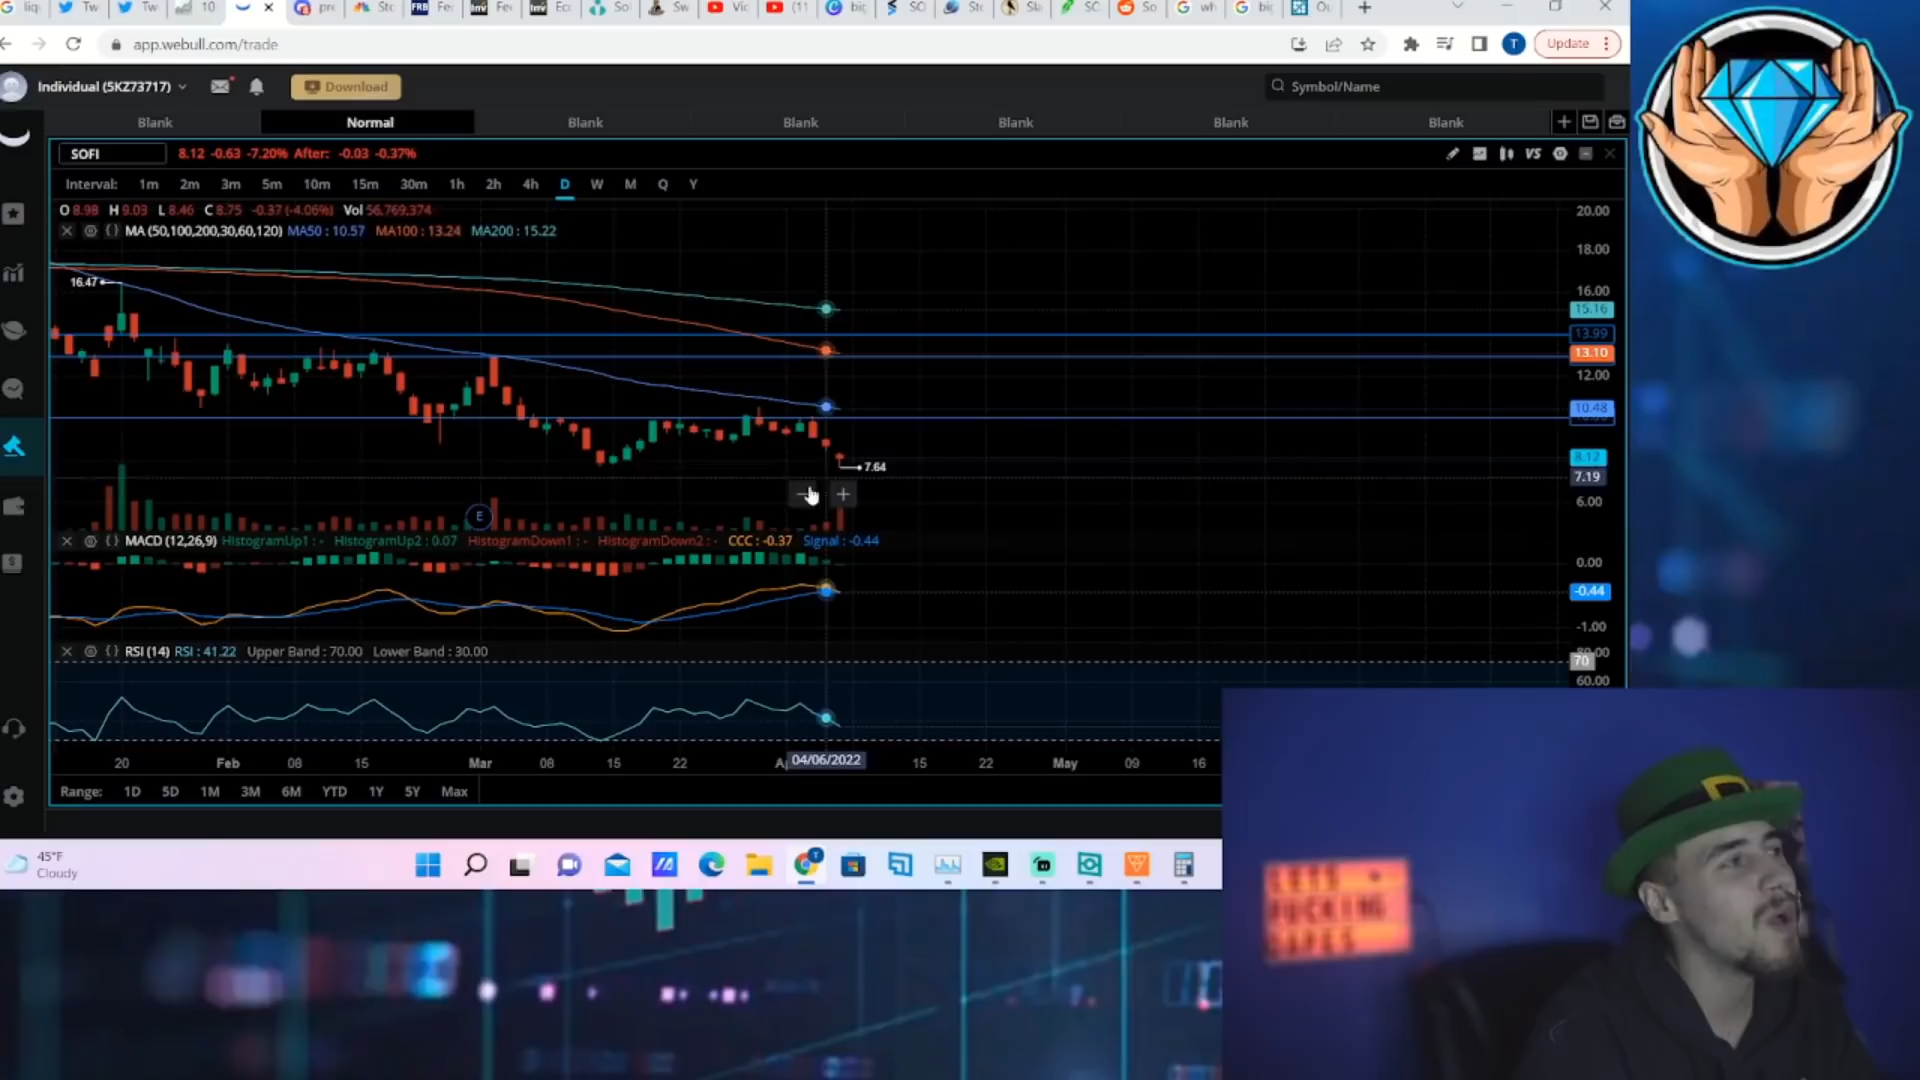 app.webull.com/trade
Update
Individual (5KZ73717)
Download
Symbol/Name
Blank Normal Blank Blank Blank Blank Blank
SOFI 8.12 -0.63 -7.20% After: -0.03 -0.37%
VS
Interval: 1m 2m 3m 5m 10m 15m 30m 1h 2h 4h D W M Q Y
O 8.98 H 9.03 L 8.46 C 8.75 -0.37 (-4.06%) Vol 56,769,374
MA (50,100,200,30,60,120) MA50 : 10.57 MA100 : 13.24 MA200 : 15.22
20.00
18.00
16.47
16.00
15.16
13.99
13.10
12.00
10.48
8.12
7.64
7.19
6.00
E
MACD (12,26,9) HistogramUp1 : - HistogramUp2 : 0.07 HistogramDown1 : - HistogramDown2 : - CCC : -0.37 Signal : -0.44
0.00
-0.44
-1.00
RSI (14) RSI : 41.22 Upper Band : 70.00 Lower Band : 30.00
70
60.00
20 Feb 08 15 Mar 08 15 22 04/06/2022 15 22 May 09 16
Range: 1D 5D 1M 3M 6M YTD 1Y 5Y Max
45°F
Cloudy